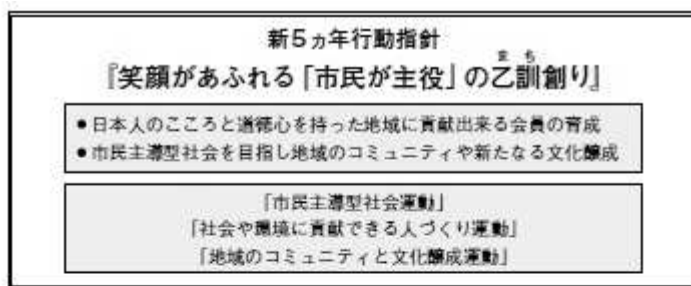 新5ヵ年行動指針
『笑顔があふれる「市民が主役」の乙訓創り』
まち
●日本人のこころと道徳心を持った地域に貢献出来る会員の育成
●市民主導型社会を目指し地域のコミュニティや新たなる文化醸成
「市民主導型社会運動」
「社会や環境に貢献できる人づくり運動」
「地域のコミュニティと文化醸成運動」